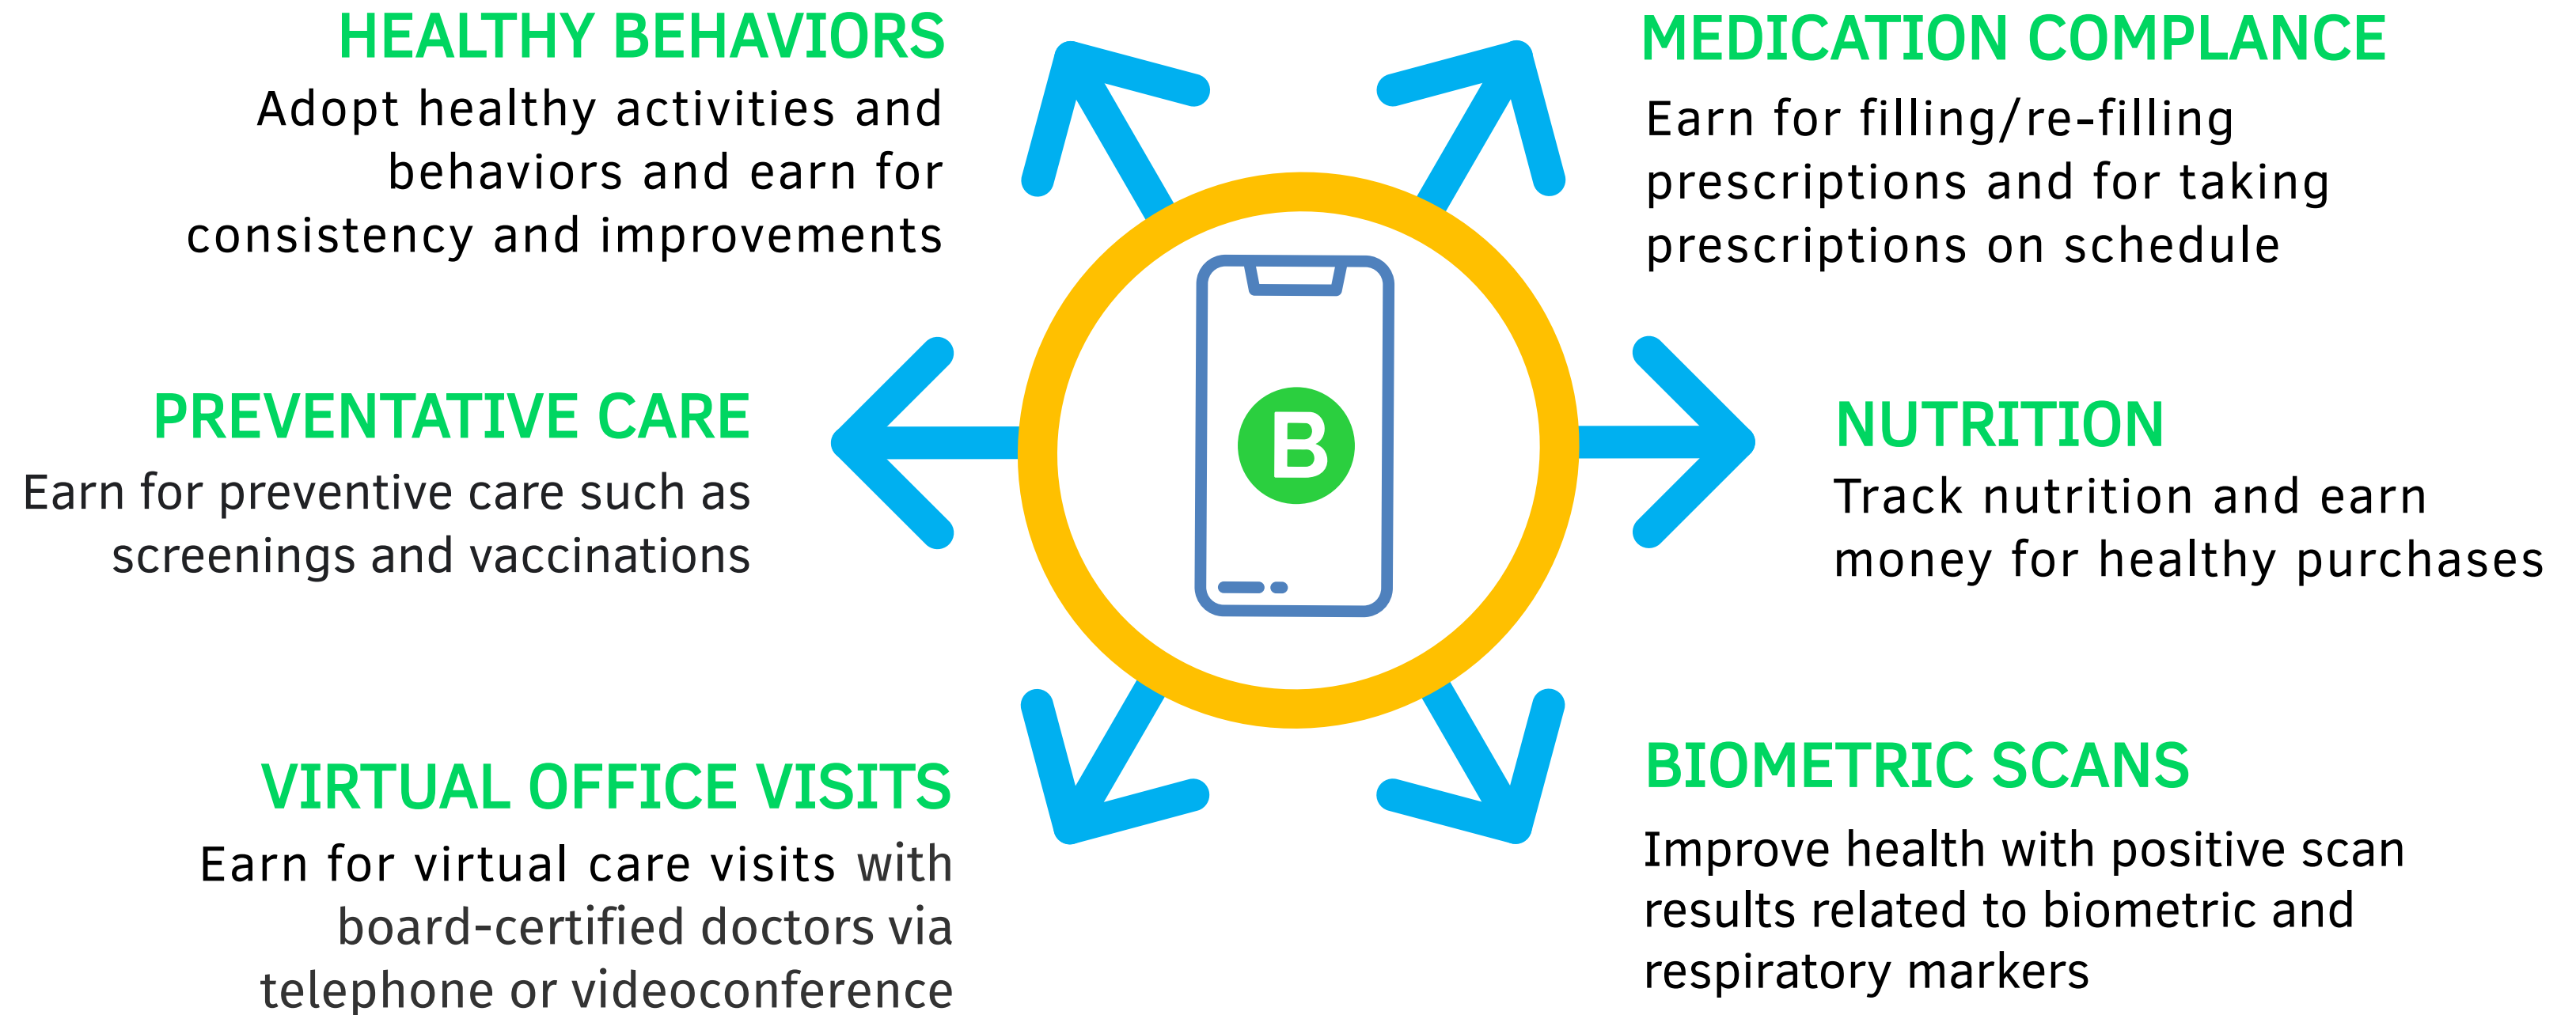 HEALTHY BEHAVIORS
Adopt healthy activities and
behaviors and earn for
consistency and improvements
PREVENTATIVE CARE
Earn for preventive care such as
screenings and vaccinations
VIRTUAL OFFICE VISITS
Earn for virtual care visits with
board-certified doctors via
telephone or videoconference
B
MEDICATION COMPLANCE
Earn for filling/re-filling
prescriptions and for taking
prescriptions on schedule
NUTRITION
Track nutrition and earn
money for healthy purchases
BIOMETRIC SCANS
Improve health with positive scan
results related to biometric and
respiratory markers